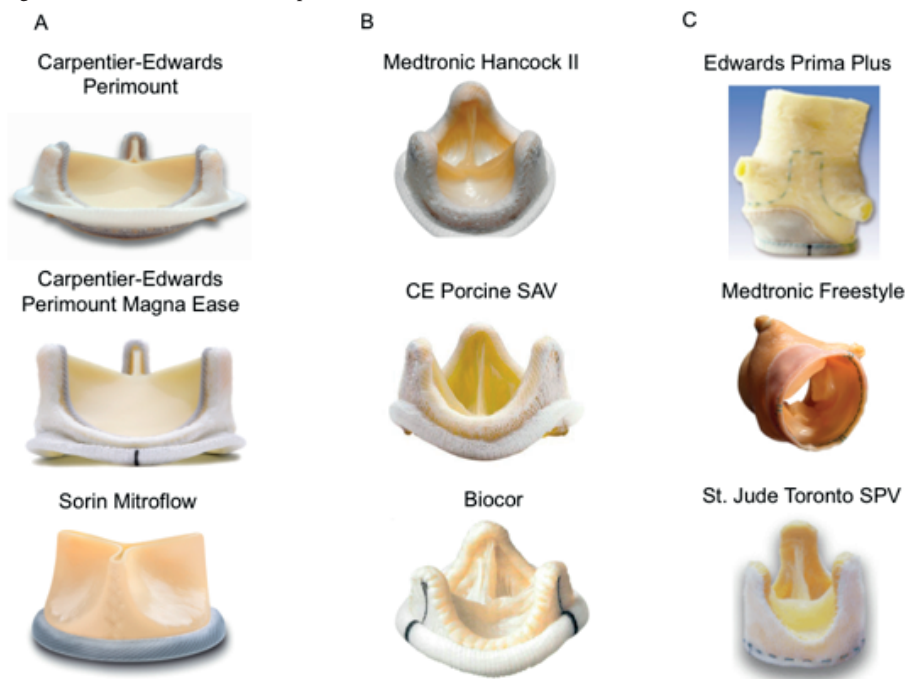 A
Carpentier-Edwards
Perimount
Carpentier-Edwards
Perimount Magna Ease
Sorin Mitroflow
B
Medtronic Hancock II
CE Porcine SAV
Biocor
C
Edwards Prima Plus
Medtronic Freestyle
St. Jude Toronto SPV